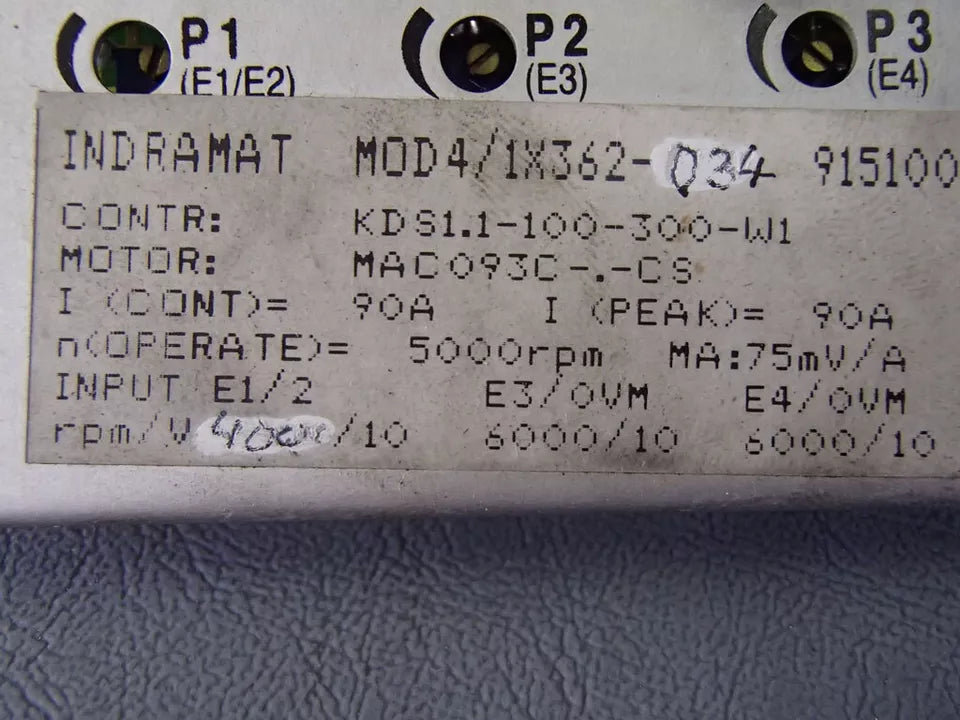 P1 P2 P3
(E1/E2) (E3) (E4)
INDRAMAT MOD4/1X362-034 915100
CONTR: KDS1.1-100-300-W1
MOTOR: MAC093C-.-CS
I (CONT)= 90A I (PEAK)= 90A
n(OPERATE)= 5000rpm MA:75mV/A
INPUT E1/2 E3/0VM E4/0VM
rpm/V 4000/10 6000/10 6000/10